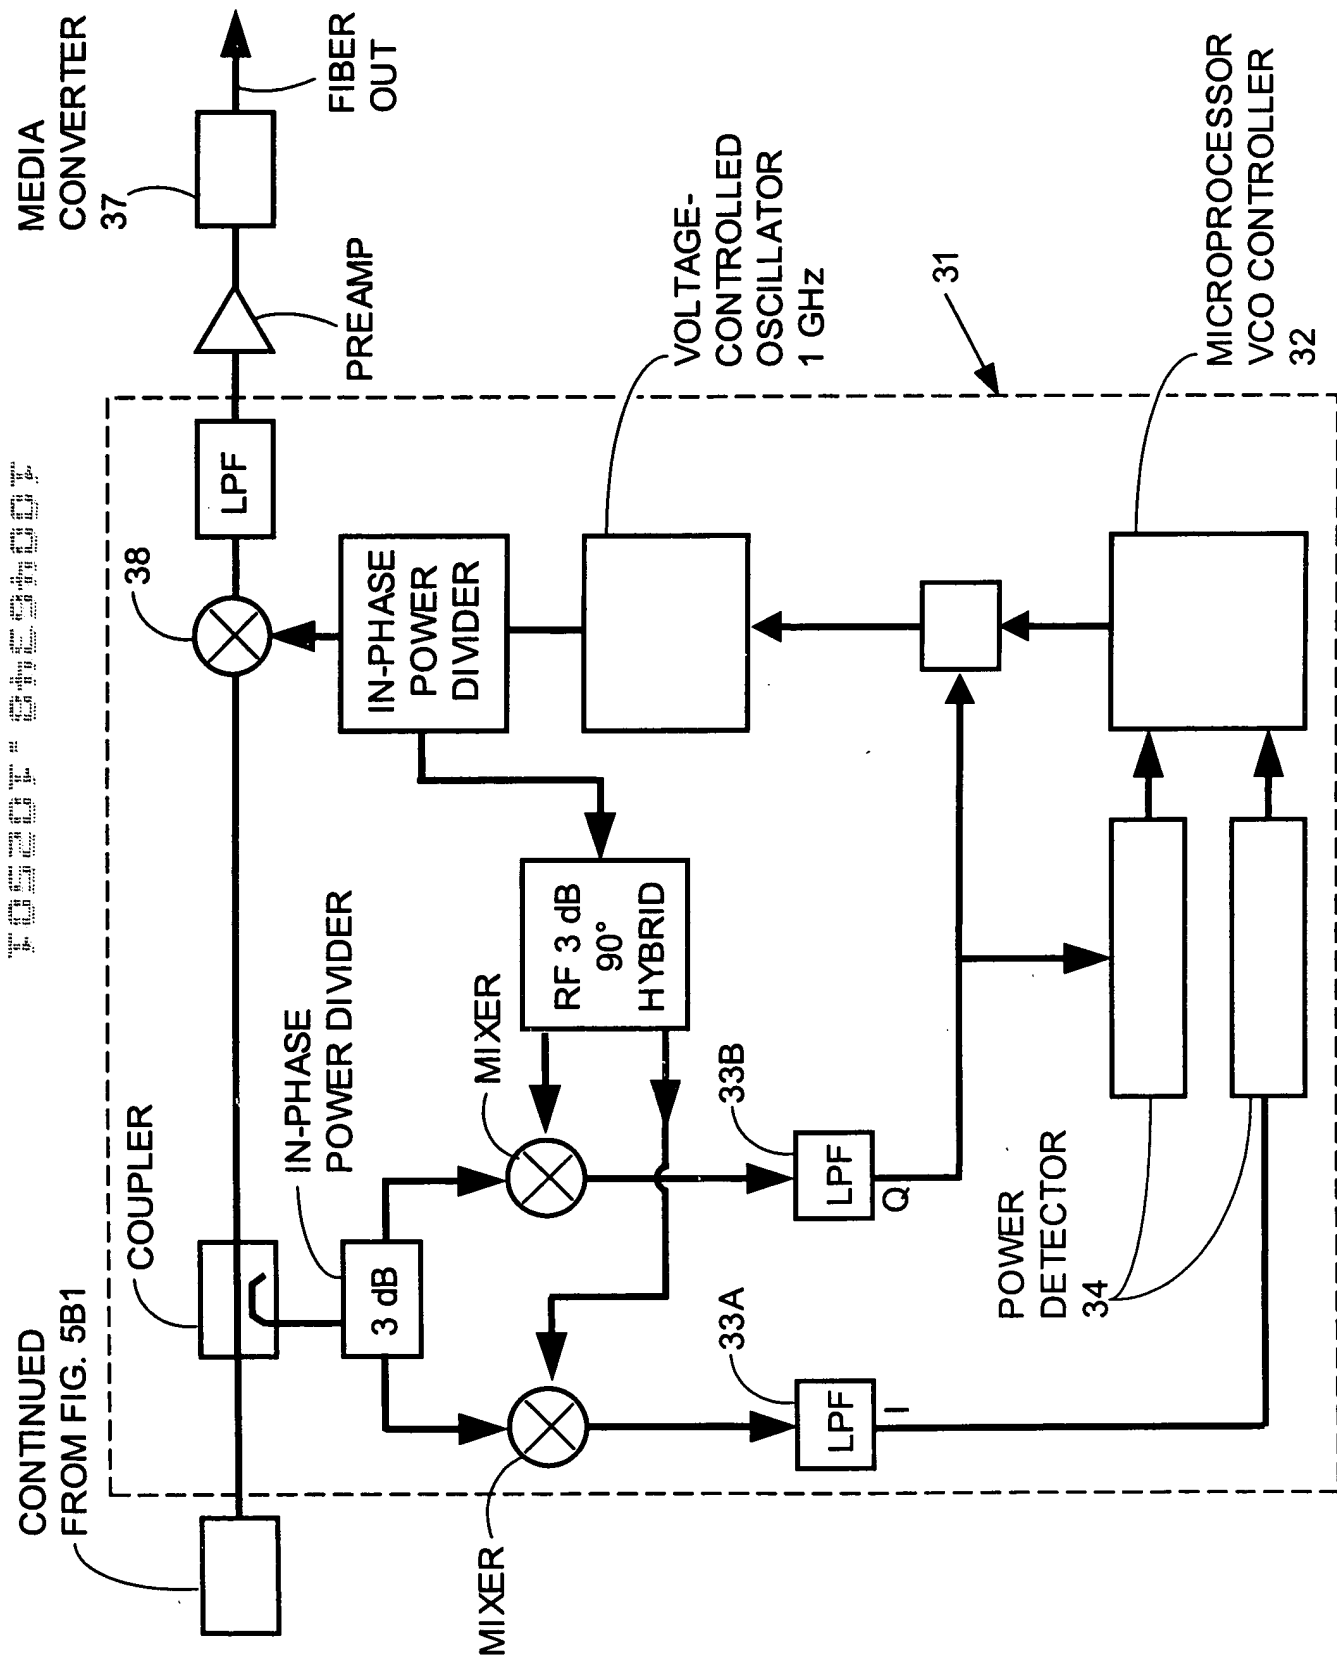 CONTINUED
FROM FIG. 5B1
COUPLER
38
LPF
MEDIA
CONVERTER
37
FIBER
OUT
PREAMP
IN-PHASE
POWER DIVIDER
3 dB
MIXER
MIXER
RF 3 dB
90°
HYBRID
IN-PHASE
POWER
DIVIDER
VOLTAGE-
CONTROLLED
OSCILLATOR
1 GHz
31
33A
LPF
I
33B
LPF
Q
POWER
DETECTOR
34
MICROPROCESSOR
VCO CONTROLLER
32